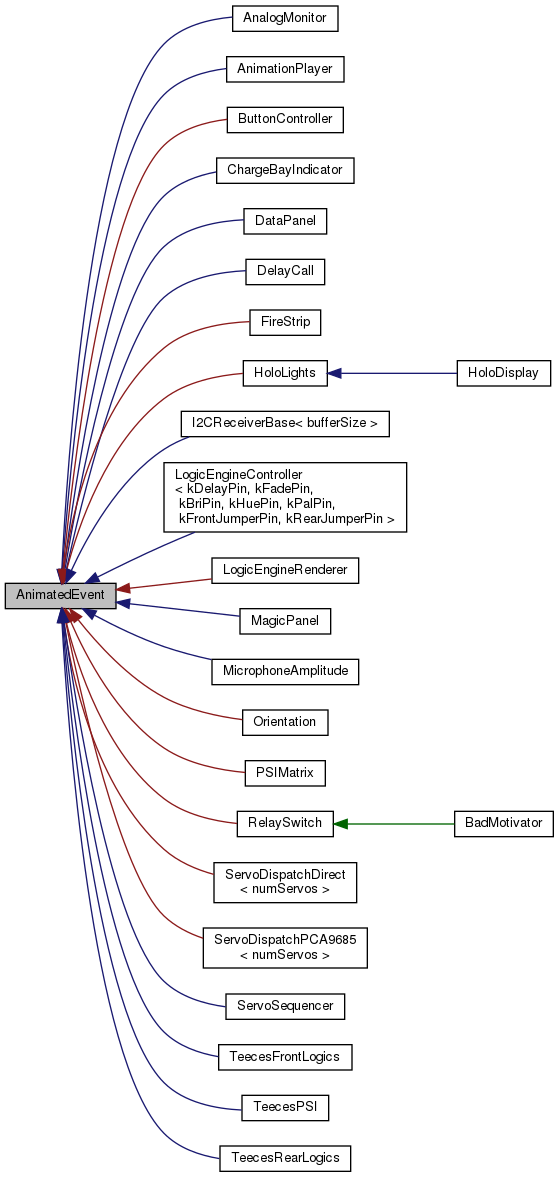 AnalogMonitor
AnimationPlayer
ButtonController
ChargeBayIndicator
DataPanel
DelayCall
FireStrip
HoloLights
HoloDisplay
I2CReceiverBase< bufferSize >
LogicEngineController
< kDelayPin, kFadePin,
kBriPin, kHuePin, kPalPin,
kFrontJumperPin, kRearJumperPin >
LogicEngineRenderer
AnimatedEvent
MagicPanel
MicrophoneAmplitude
Orientation
PSIMatrix
RelaySwitch
BadMotivator
ServoDispatchDirect
< numServos >
ServoDispatchPCA9685
< numServos >
ServoSequencer
TeecesFrontLogics
TeecesPSI
TeecesRearLogics